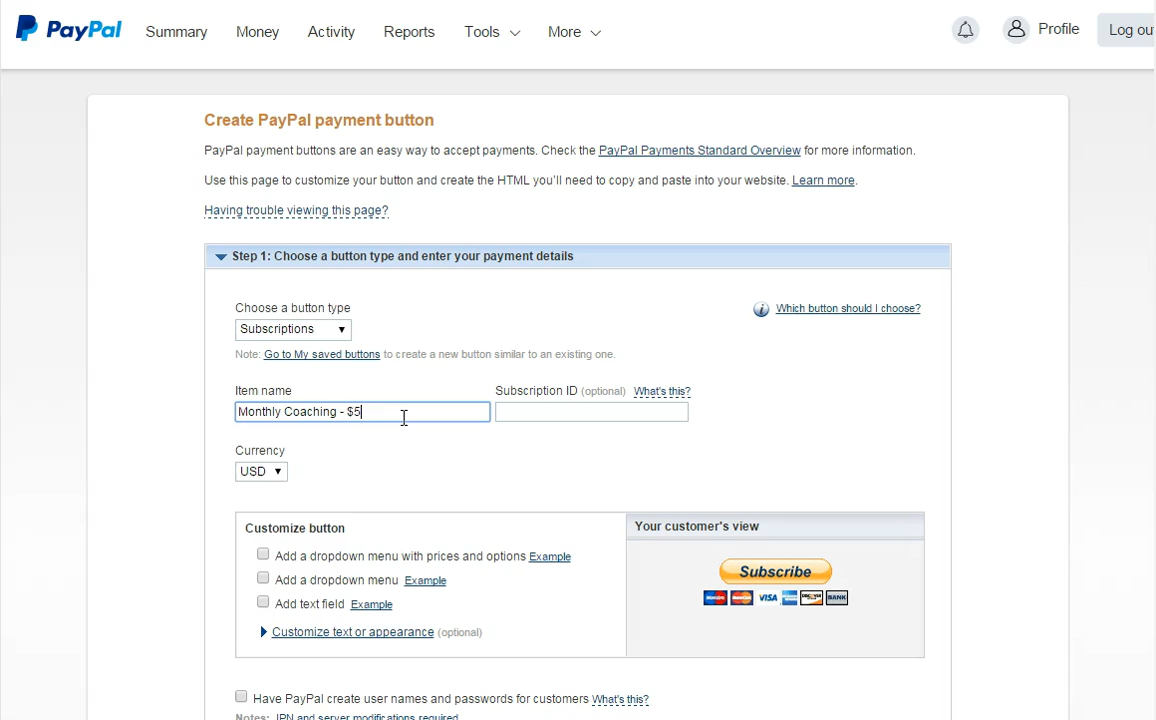 PayPal Summary Money Activity Reports Tools More Profile Log ou
Create PayPal payment button
PayPal payment buttons are an easy way to accept payments. Check the PayPal Payments Standard Overview for more information.
Use this page to customize your button and create the HTML you'll need to copy and paste into your website. Learn more.
Having trouble viewing this page?
Step 1: Choose a button type and enter your payment details
Choose a button type
Which button should I choose?
Subscriptions
Note: Go to My saved buttons to create a new button similar to an existing one.
Item name Subscription ID (optional) What's this?
Monthly Coaching - $5
Currency
USD
Customize button
Your customer's view
Add a dropdown menu with prices and options Example
Subscribe
Add a dropdown menu Example
VISA DISCOVER BANK
Add text field Example
Customize text or appearance (optional)
Have PayPal create user names and passwords for customers What's this?
Notes: IPN and server modifications required